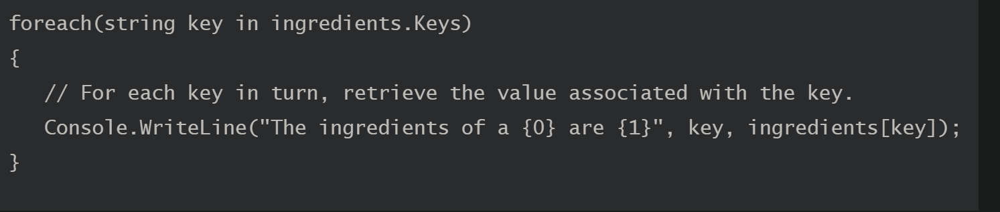 foreach(string key in ingredients.Keys)
{
   // For each key in turn, retrieve the value associated with the key.
   Console.WriteLine("The ingredients of a {0} are {1}", key, ingredients[key]);
}